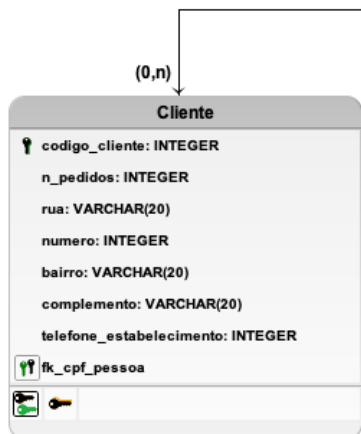 (0,n)
Cliente
codigo_cliente: INTEGER
n_pedidos: INTEGER
rua: VARCHAR(20)
numero: INTEGER
bairro: VARCHAR(20)
complemento: VARCHAR(20)
telefone_estabelecimento: INTEGER
fk_cpf_pessoa